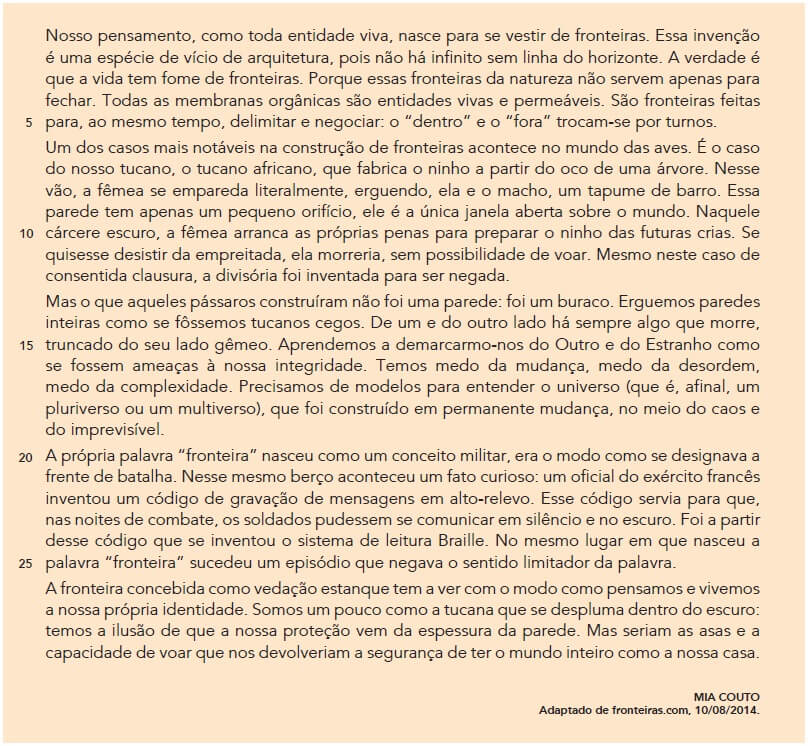 Nosso pensamento, como toda entidade viva, nasce para se vestir de fronteiras. Essa invenção
é uma espécie de vício de arquitetura, pois não há infinito sem linha do horizonte. A verdade é
que a vida tem fome de fronteiras. Porque essas fronteiras da natureza não servem apenas para
fechar. Todas as membranas orgânicas são entidades vivas e permeáveis. São fronteiras feitas
5 para, ao mesmo tempo, delimitar e negociar: o “dentro” e o “fora” trocam-se por turnos.
Um dos casos mais notáveis na construção de fronteiras acontece no mundo das aves. É o caso
do nosso tucano, o tucano africano, que fabrica o ninho a partir do oco de uma árvore. Nesse
vão, a fêmea se empareda literalmente, erguendo, ela e o macho, um tapume de barro. Essa
parede tem apenas um pequeno orifício, ele é a única janela aberta sobre o mundo. Naquele
10 cárcere escuro, a fêmea arranca as próprias penas para preparar o ninho das futuras crias. Se
quisesse desistir da empreitada, ela morreria, sem possibilidade de voar. Mesmo neste caso de
consentida clausura, a divisória foi inventada para ser negada.
Mas o que aqueles pássaros construíram não foi uma parede: foi um buraco. Erguemos paredes
inteiras como se fôssemos tucanos cegos. De um e do outro lado há sempre algo que morre,
15 truncado do seu lado gêmeo. Aprendemos a demarcarmo-nos do Outro e do Estranho como
se fossem ameaças à nossa integridade. Temos medo da mudança, medo da desordem,
medo da complexidade. Precisamos de modelos para entender o universo (que é, afinal, um
pluriverso ou um multiverso), que foi construído em permanente mudança, no meio do caos e
do imprevisível.
20 A própria palavra “fronteira” nasceu como um conceito militar, era o modo como se designava a
frente de batalha. Nesse mesmo berço aconteceu um fato curioso: um oficial do exército francês
inventou um código de gravação de mensagens em alto-relevo. Esse código servia para que,
nas noites de combate, os soldados pudessem se comunicar em silêncio e no escuro. Foi a partir
desse código que se inventou o sistema de leitura Braille. No mesmo lugar em que nasceu a
25 palavra “fronteira” sucedeu um episódio que negava o sentido limitador da palavra.
A fronteira concebida como vedação estanque tem a ver com o modo como pensamos e vivemos
a nossa própria identidade. Somos um pouco como a tucana que se despluma dentro do escuro:
temos a ilusão de que a nossa proteção vem da espessura da parede. Mas seriam as asas e a
capacidade de voar que nos devolveriam a segurança de ter o mundo inteiro como a nossa casa.
MIA COUTO
Adaptado de fronteiras.com, 10/08/2014.